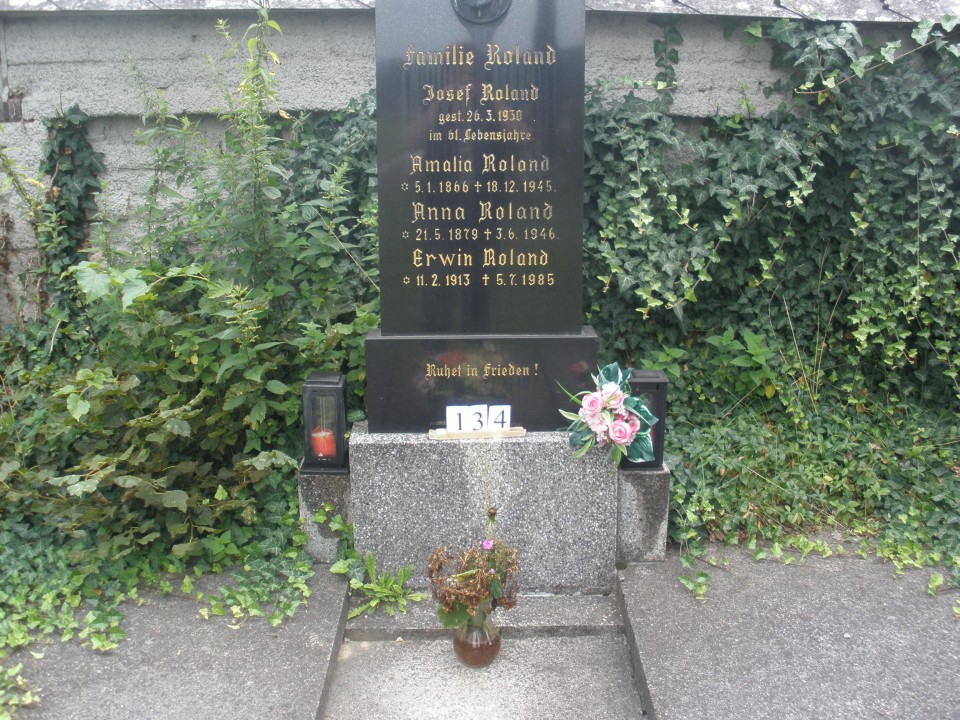 Familie Roland
Josef Roland
gest. 26.3.1930
im 61. Lebensjahre.
Amalia Roland
☆ 5.1.1866 ✝ 18.12.1945.
Anna Roland
☆ 21.5.1879 ✝ 3.6.1946.
Erwin Roland
☆ 11.2.1913 ✝ 5.7.1985
Ruhet in Frieden!
134